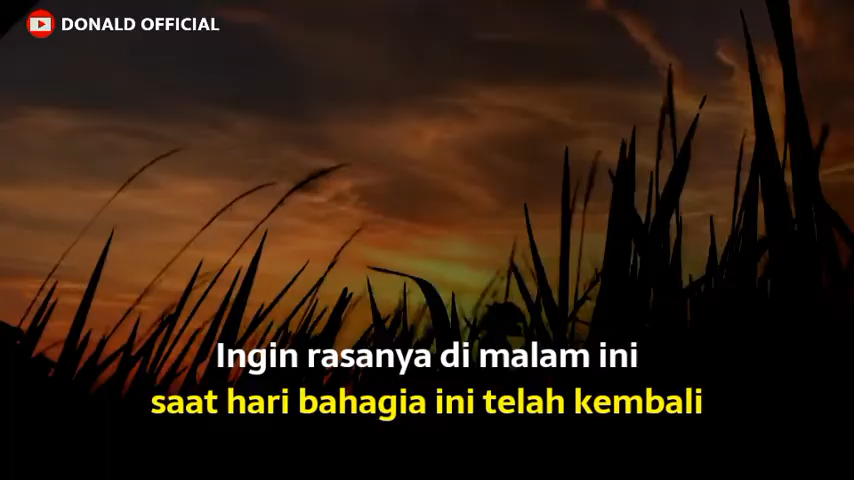 DONALD OFFICIAL
Ingin rasanya di malam ini
saat hari bahagia ini telah kembali